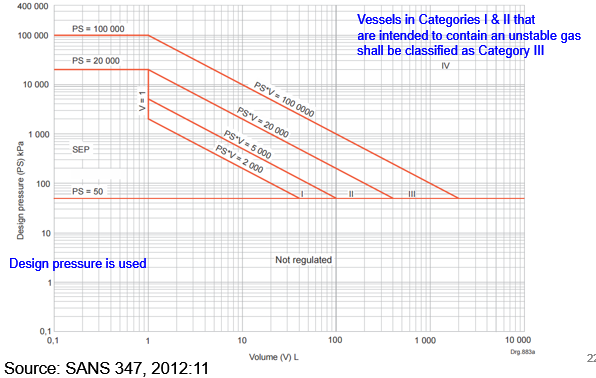 400 000
Vessels in Categories I & II that
are intended to contain an unstable gas
shall be classified as Category III
PS = 100 000
100 000
IV
PS = 20 000
10 000
V = 1
PS*V = 100 0000
PS*V = 20 000
1 000
PS*V = 5 000
PS*V = 2 000
SEP
Design pressure (PS) kPa
100
PS = 50
I
II
III
10
Design pressure is used
Not regulated
1
0,1
0,1
1
10
100
1 000
10 000
Drg.883a
Volume (V) L
22
Source: SANS 347, 2012:11